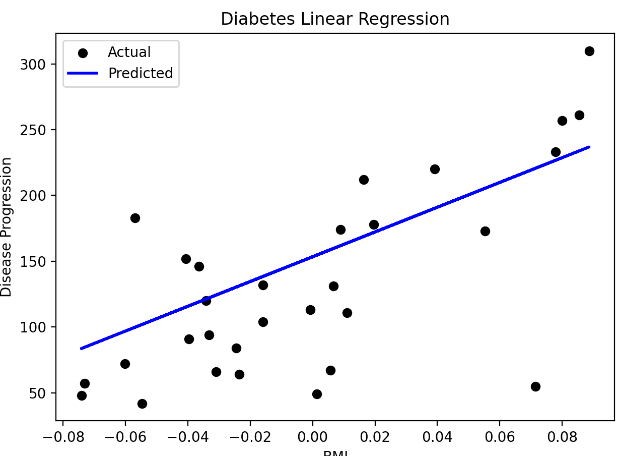 Diabetes Linear Regression
Actual
Predicted
Disease Progression
300
250
200
150
100
50
−0.08 −0.06 −0.04 −0.02 0.00 0.02 0.04 0.06 0.08
BMI